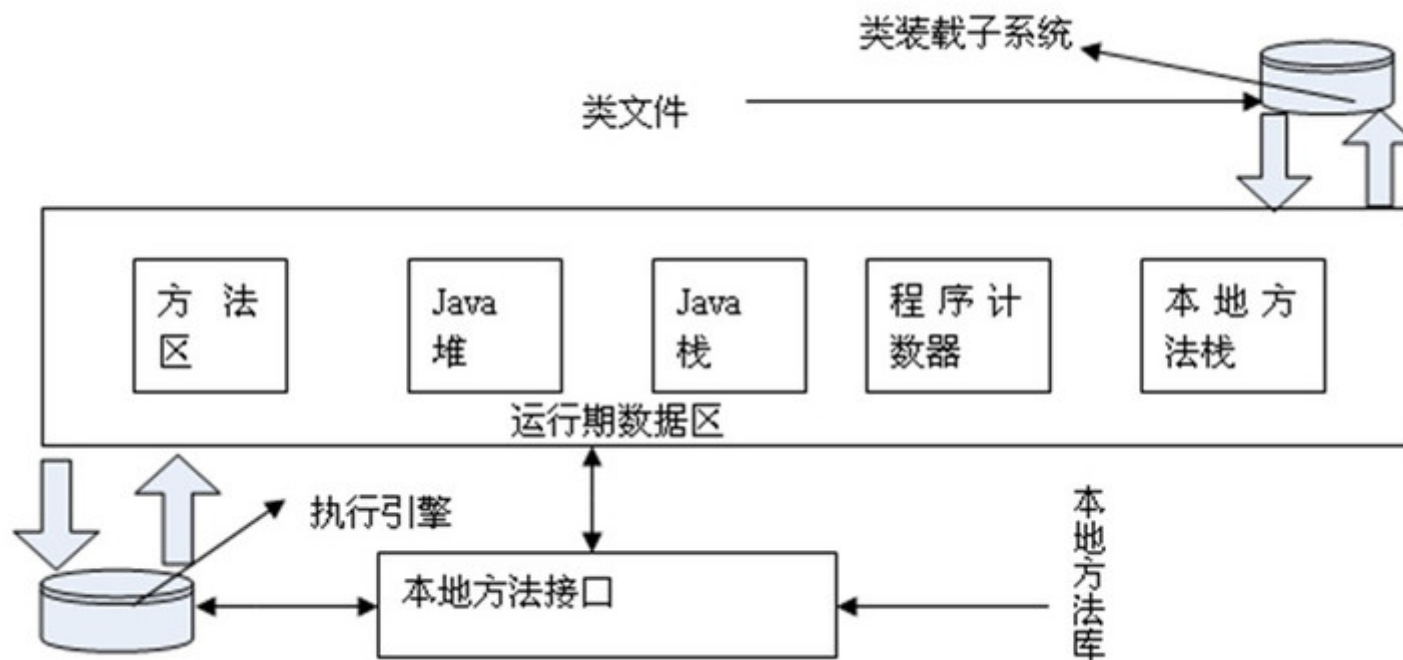 类装载子系统
类文件
方 法
区
Java
堆
Java
栈
程 序 计
数器
本 地 方
法栈
运行期数据区
执行引擎
本地方法接口
本地方法库